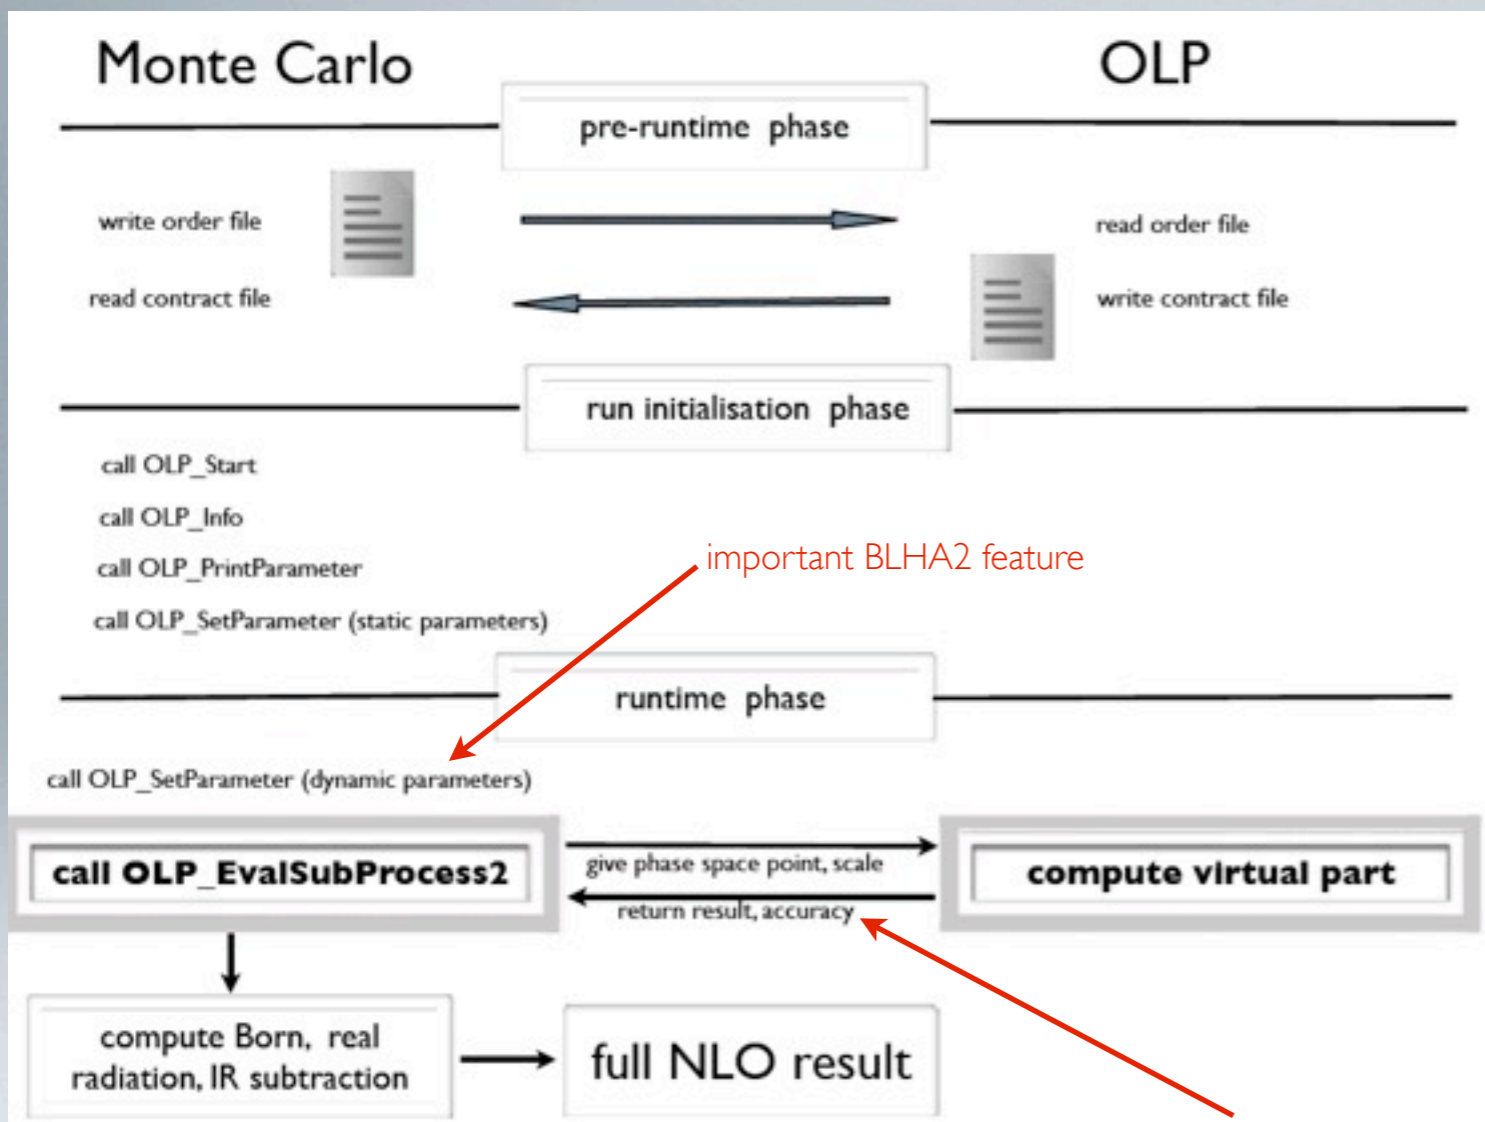 Monte Carlo
OLP
pre-runtime phase
write order file
read order file
read contract file
write contract file
run initialisation phase
call OLP_Start
call OLP_Info
call OLP_PrintParameter
important BLHA2 feature
call OLP_SetParameter (static parameters)
runtime phase
call OLP_SetParameter (dynamic parameters)
call OLP_EvalSubProcess2
give phase space point, scale
return result, accuracy
compute virtual part
compute Born, real
radiation, IR subtraction
full NLO result